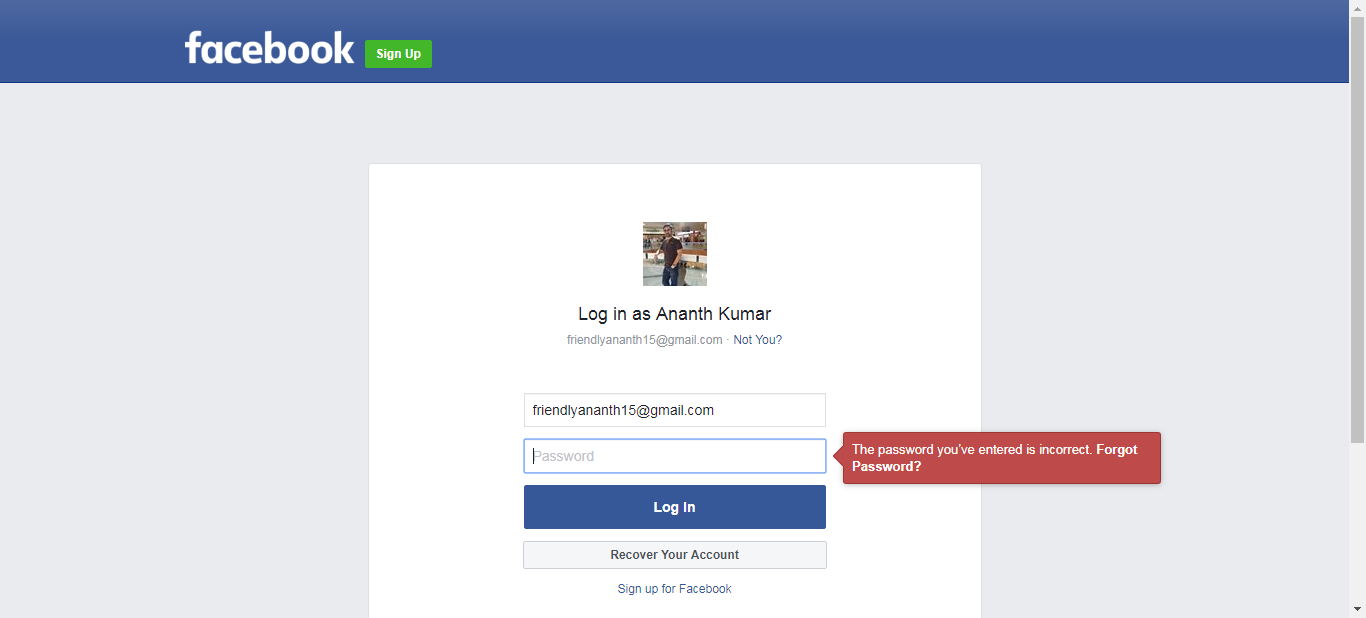 facebook Sign Up
Log in as Ananth Kumar
friendlyananth15@gmail.com · Not You?
friendlyananth15@gmail.com
Password
The password you've entered is incorrect. Forgot
Password?
Log In
Recover Your Account
Sign up for Facebook